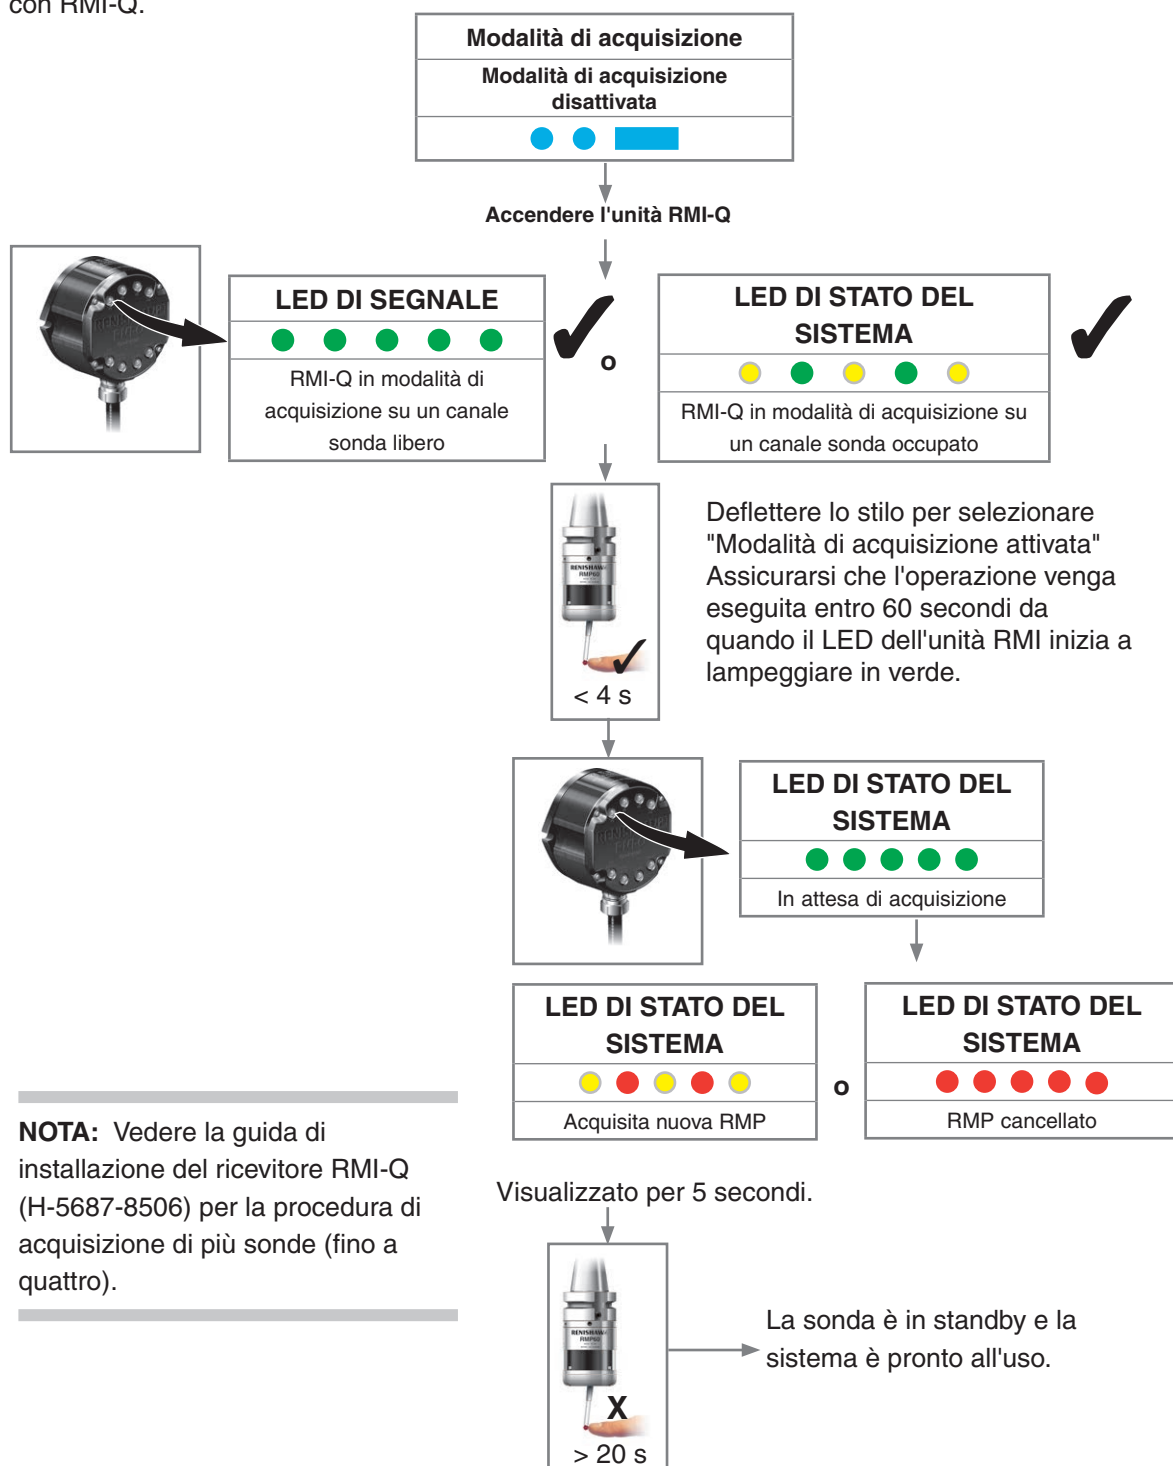 con RMI-Q.
Modalità di acquisizione
Modalità di acquisizione
disattivata
Accendere l'unità RMI-Q
LED DI SEGNALE
RMI-Q in modalità di
acquisizione su un canale
sonda libero
o
LED DI STATO DEL
SISTEMA
RMI-Q in modalità di acquisizione su
un canale sonda occupato
RENISHAW
RMP60
< 4 s
Deflettere lo stilo per selezionare
"Modalità di acquisizione attivata"
Assicurarsi che l'operazione venga
eseguita entro 60 secondi da
quando il LED dell'unità RMI inizia a
lampeggiare in verde.
LED DI STATO DEL
SISTEMA
In attesa di acquisizione
LED DI STATO DEL
SISTEMA
Acquisita nuova RMP
o
LED DI STATO DEL
SISTEMA
RMP cancellato
NOTA: Vedere la guida di
installazione del ricevitore RMI-Q
(H-5687-8506) per la procedura di
acquisizione di più sonde (fino a
quattro).
Visualizzato per 5 secondi.
RENISHAW
RMP60
X
> 20 s
La sonda è in standby e la
sistema è pronto all'uso.